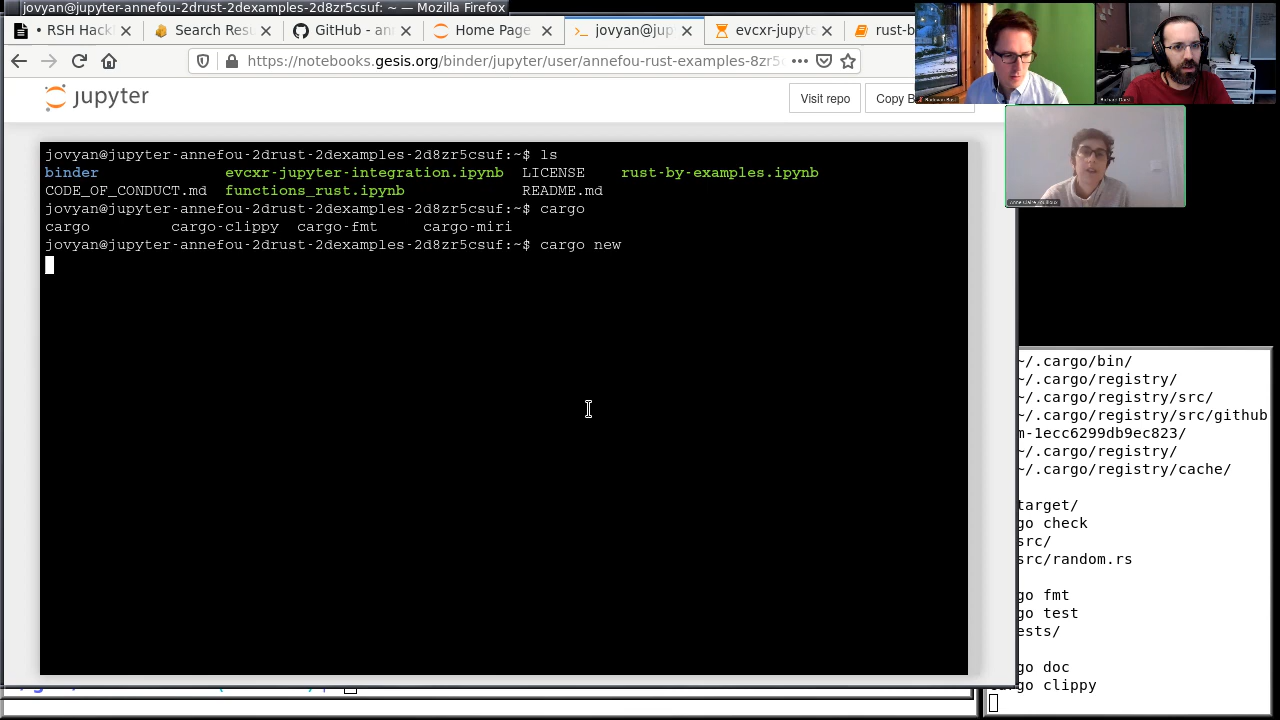 jovyan@jupyter-annefou-2drust-2dexamples-2d8zr5csuf: ~ — Mozilla Firefox
• RSH Hack
Search Res
GitHub - an
Home Page
jovyan@jup
evcxr-jupyte
rust-b
https://notebooks.gesis.org/binder/jupyter/user/annefou-rust-examples-8zr5
jupyter
Visit repo
Copy B
jovyan@jupyter-annefou-2drust-2dexamples-2d8zr5csuf:~$ ls
binder evcxr-jupyter-integration.ipynb LICENSE rust-by-examples.ipynb
CODE_OF_CONDUCT.md functions_rust.ipynb README.md
jovyan@jupyter-annefou-2drust-2dexamples-2d8zr5csuf:~$ cargo
cargo cargo-clippy cargo-fmt cargo-miri
jovyan@jupyter-annefou-2drust-2dexamples-2d8zr5csuf:~$ cargo new
~/.cargo/bin/
~/.cargo/registry/
~/.cargo/registry/src/
~/.cargo/registry/src/github
m-1ecc6299db9ec823/
~/.cargo/registry/
~/.cargo/registry/cache/
target/
go check
src/
src/random.rs
go fmt
go test
ests/
go doc
go clippy